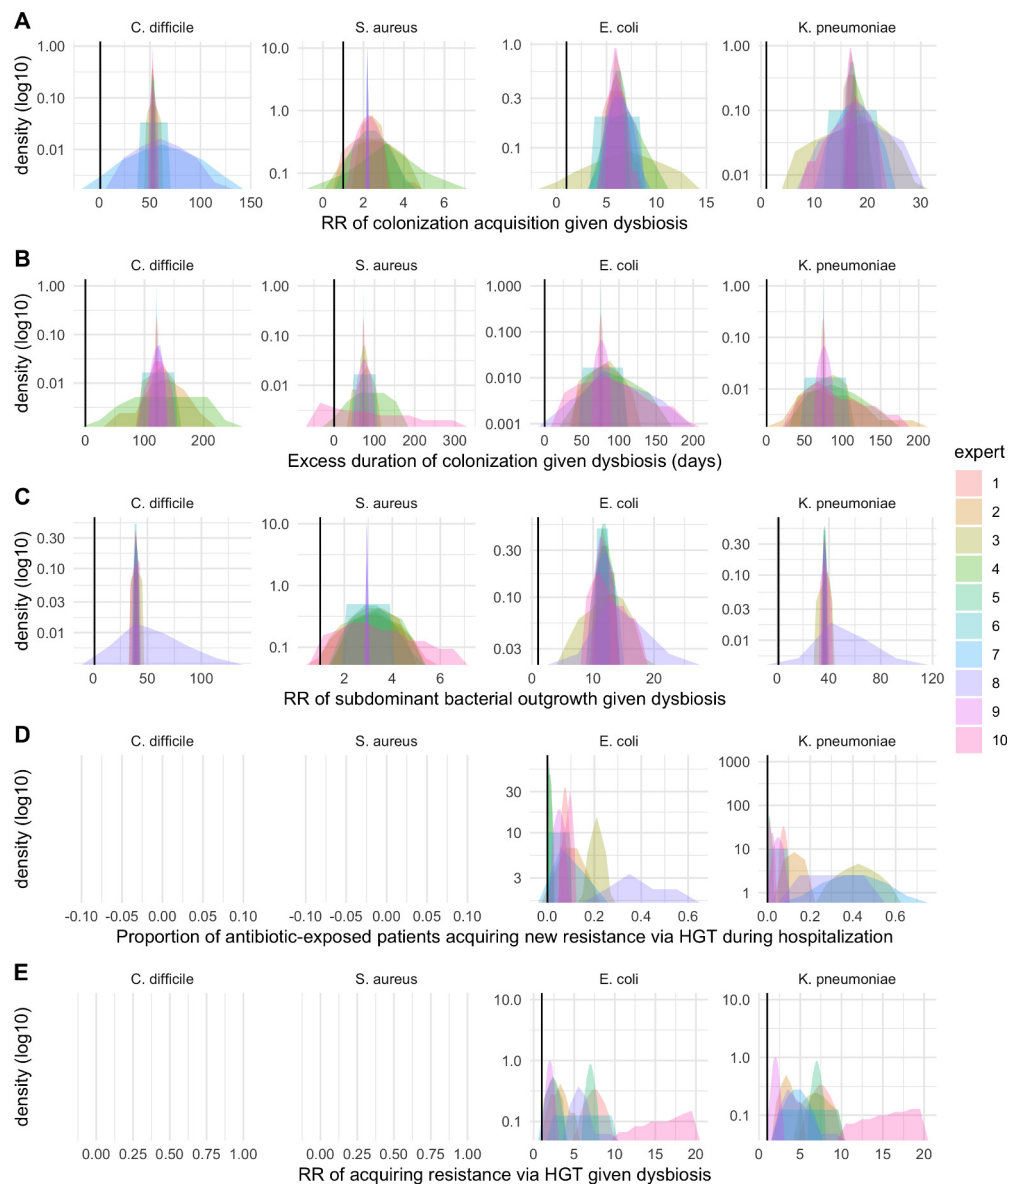 A
C. difficile S. aureus E. coli K. pneumoniae
density (log10)
1.00 0.10 0.01
10.0 1.0 0.1
1.0 0.3 0.1
1.00 0.10 0.01
0 50 100 150
0 2 4 6
0 5 10 15
0 10 20 30
RR of colonization acquisition given dysbiosis
B
C. difficile S. aureus E. coli K. pneumoniae
density (log10)
1.00 0.10 0.01
1.00 0.10 0.01
1.000 0.100 0.010 0.001
1.00 0.10 0.01
0 100 200
0 100 200 300
0 50 100 150 200
0 50 100 150 200
Excess duration of colonization given dysbiosis (days)
C
C. difficile S. aureus E. coli K. pneumoniae
density (log10)
0.30 0.10 0.03 0.01
10.0 1.0 0.1
0.30 0.10 0.03
0.30 0.10 0.03 0.01
0 50 100
2 4 6
0 10 20
0 40 80 120
RR of subdominant bacterial outgrowth given dysbiosis
D
C. difficile S. aureus E. coli K. pneumoniae
density (log10)
30 10 3
1000 100 10 1
-0.10 -0.05 0.00 0.05 0.10
-0.10 -0.05 0.00 0.05 0.10
0.0 0.2 0.4 0.6
0.0 0.2 0.4 0.6
Proportion of antibiotic-exposed patients acquiring new resistance via HGT during hospitalization
E
C. difficile S. aureus E. coli K. pneumoniae
density (log10)
10.0 1.0 0.1
10.0 1.0 0.1
0.00 0.25 0.50 0.75 1.00
0.00 0.25 0.50 0.75 1.00
0 5 10 15 20
0 5 10 15 20
RR of acquiring resistance via HGT given dysbiosis
expert
1
2
3
4
5
6
7
8
9
10